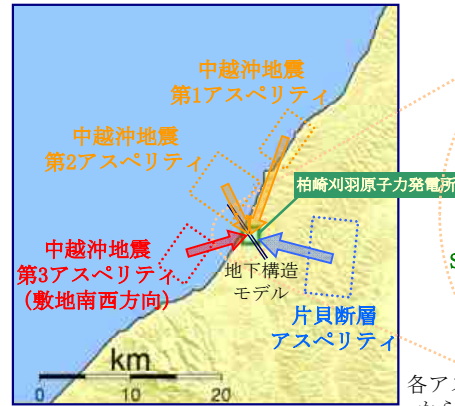 中越沖地震
第1アスペリティ
中越沖地震
第2アスペリティ
柏崎刈羽原子力発電所
中越沖地震
第3アスペリティ
(敷地南西方向)
地下構造
モデル
片貝断層
アスペリティ
km
0 10 20
S
各アス